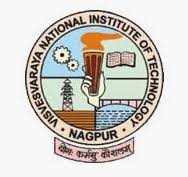 VISVESVARAYA NATIONAL INSTITUTE OF TECHNOLOGY
• NAGPUR •
योगः कर्मसु कौशलम्